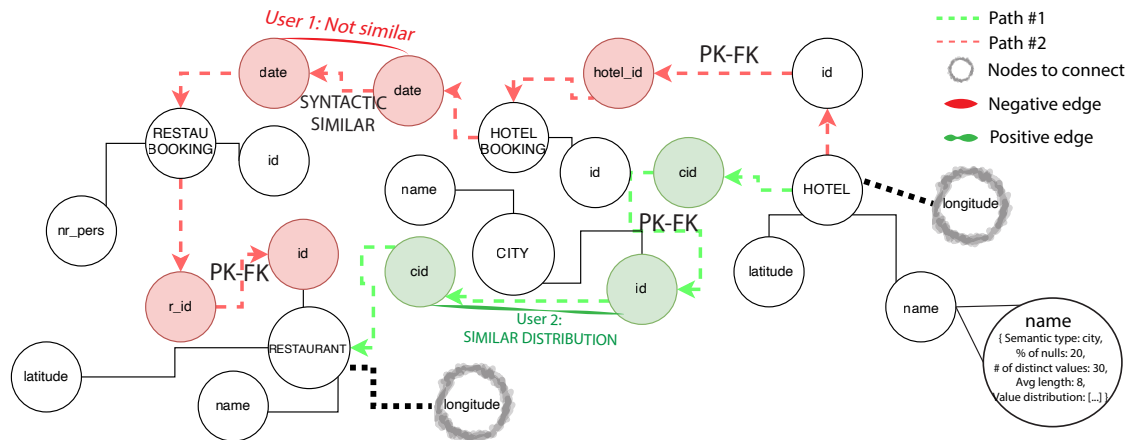 User 1: Not similar
Path #1
Path #2
Nodes to connect
Negative edge
Positive edge
date
SYNTACTIC
SIMILAR
date
hotel_id
PK-FK
id
RESTAU
BOOKING
id
HOTEL
BOOKING
id
cid
HOTEL
longitude
name
nr_pers
PK-FK
CITY
cid
id
latitude
id
PK-FK
r_id
User 2:
SIMILAR DISTRIBUTION
name
name
{ Semantic type: city,
% of nulls: 20,
# of distinct values: 30,
Avg length: 8,
Value distribution: [...] }
RESTAURANT
latitude
name
longitude